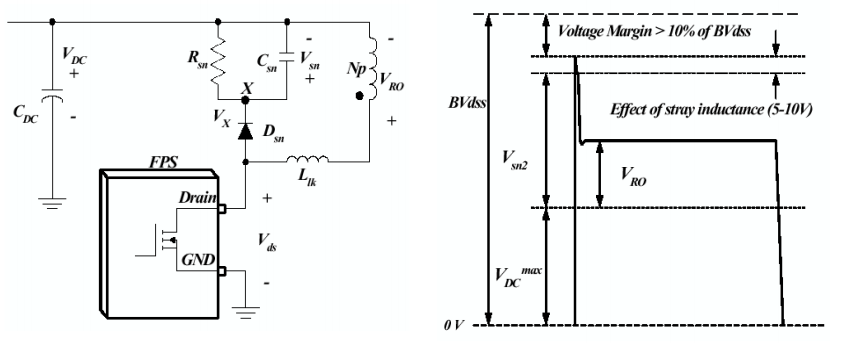 V_DC
+
C_DC
-
R_sn
C_sn
-
V_sn
+
Np
-
V_RO
+
X
V_X
D_sn
L_lk
FPS
Drain
GND
+
V_ds
-
Voltage Margin > 10% of BVdss
BVdss
Effect of stray inductance (5-10V)
V_sn2
V_RO
V_DC^max
0 V